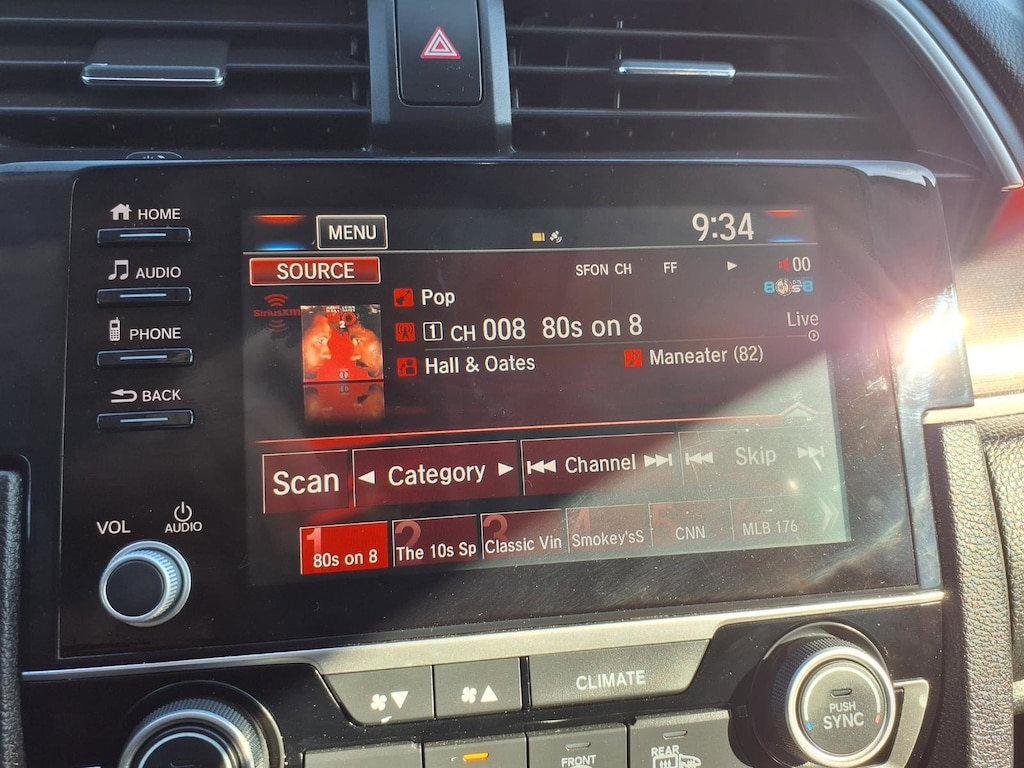 HOME
AUDIO
PHONE
BACK
VOL
AUDIO
MENU
9:34
SOURCE
SFON CH FF
00
SiriusXM
Pop
1 CH 008 80s on 8
Live
Hall & Oates
Maneater (82)
Scan
Category
Channel
Skip
1 80s on 8
2 The 10s Sp
3 Classic Vin
4 Smokey'sS
5 CNN
6 MLB 176
CLIMATE
PUSH
SYNC
FRONT
REAR